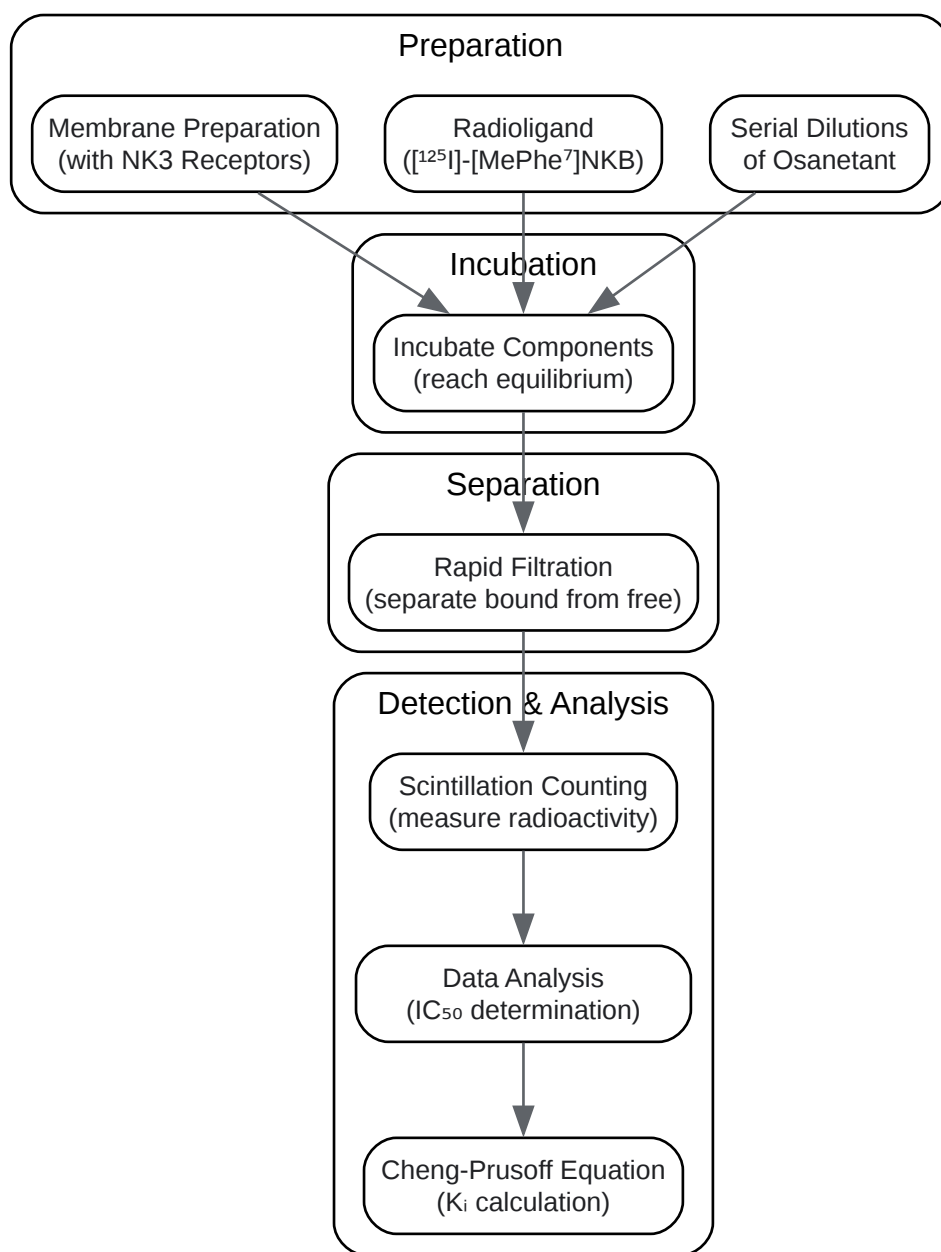 Preparation
Membrane Preparation
(with NK3 Receptors)
Radioligand
([¹²⁵I]-[MePhe⁷]NKB)
Serial Dilutions
of Osanetant
Incubation
Incubate Components
(reach equilibrium)
Separation
Rapid Filtration
(separate bound from free)
Detection & Analysis
Scintillation Counting
(measure radioactivity)
Data Analysis
(IC₅₀ determination)
Cheng-Prusoff Equation
(Kᵢ calculation)